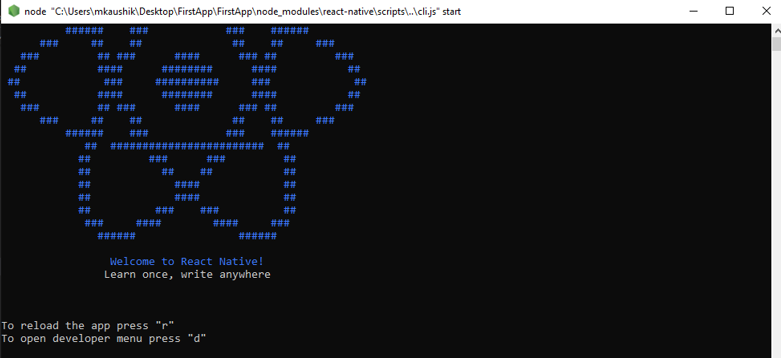 node "C:\Users\mkaushik\Desktop\FirstApp\FirstApp\node_modules\react-native\scripts\..\cli.js" start
Welcome to React Native!
Learn once, write anywhere
To reload the app press "r"
To open developer menu press "d"